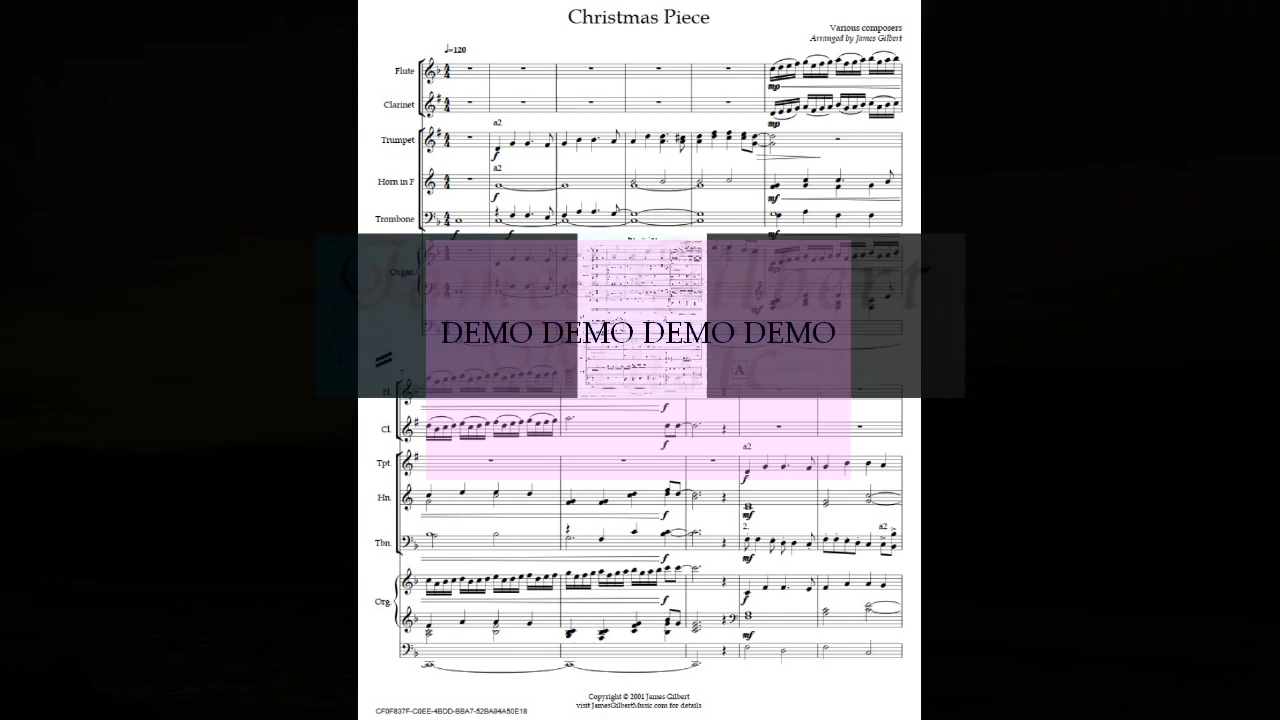 Christmas Piece
Various composers
Arranged by James Gilbert
♩=120
Flute
mp
Clarinet
mp
a2
Trumpet
f
a2
Horn in F
f
mf
Trombone
f
f
mf
Organ
DEMO DEMO DEMO DEMO
A
Fl.
f
Cl.
f
a2
Tpt.
f
Hn.
f
mf
2.
a2
Tbn.
f
mf
Org.
f
f
mf
Copyright © 2001 James Gilbert
visit JamesGilbertMusic.com for details
CF0F837F-C0EE-4BDD-BBA7-52BA94A50E18